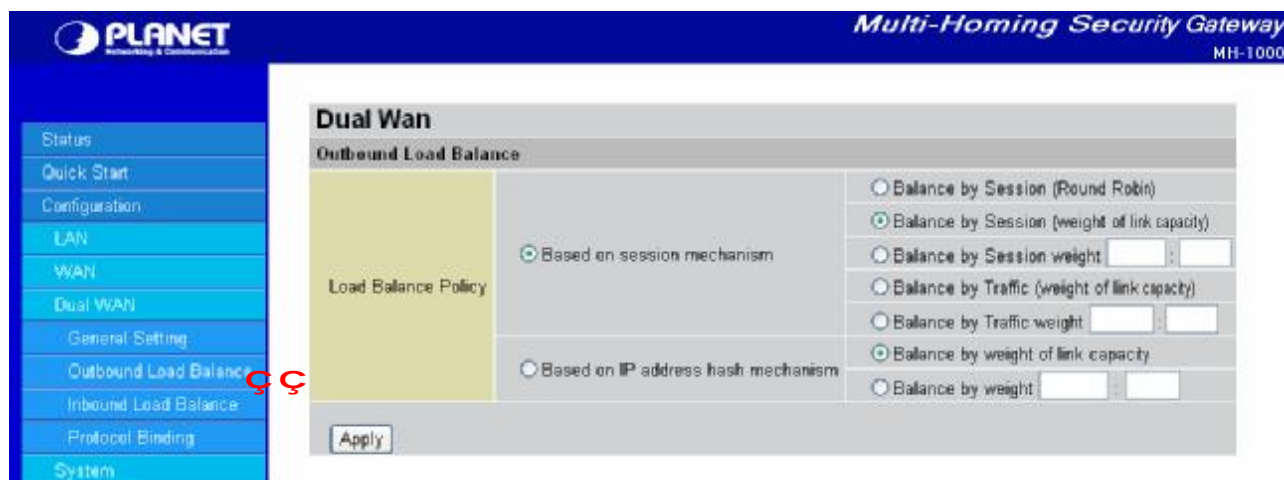 PLANET
Networking & Communication
Multi-Homing Security Gateway
MH-1000
Status
Quick Start
Configuration
LAN
WAN
Dual WAN
General Setting
Outbound Load Balance
çç
Inbound Load Balance
Protocol Binding
System
Dual Wan
Outbound Load Balance
Load Balance Policy
Based on session mechanism
Balance by Session (Round Robin)
Balance by Session (weight of link capacity)
Balance by Session weight :
Balance by Traffic (weight of link capacity)
Balance by Traffic weight :
Based on IP address hash mechanism
Balance by weight of link capacity
Balance by weight :
Apply